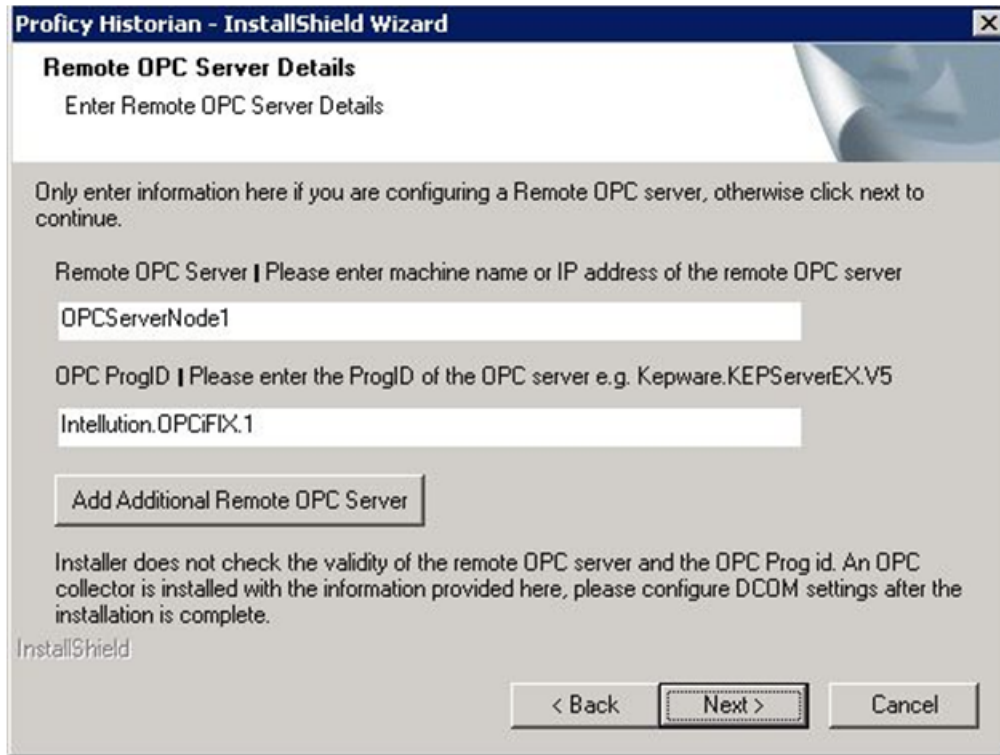 Proficy Historian - InstallShield Wizard
Remote OPC Server Details
Enter Remote OPC Server Details
Only enter information here if you are configuring a Remote OPC server, otherwise click next to
continue.
Remote OPC Server | Please enter machine name or IP address of the remote OPC server
OPCServerNode1
OPC ProgID | Please enter the ProgID of the OPC server e.g. Kepware.KEPServerEX.V5
Intellution.OPCiFIX.1
Add Additional Remote OPC Server
Installer does not check the validity of the remote OPC server and the OPC Prog id. An OPC
collector is installed with the information provided here, please configure DCOM settings after the
installation is complete.
InstallShield
< Back Next > Cancel